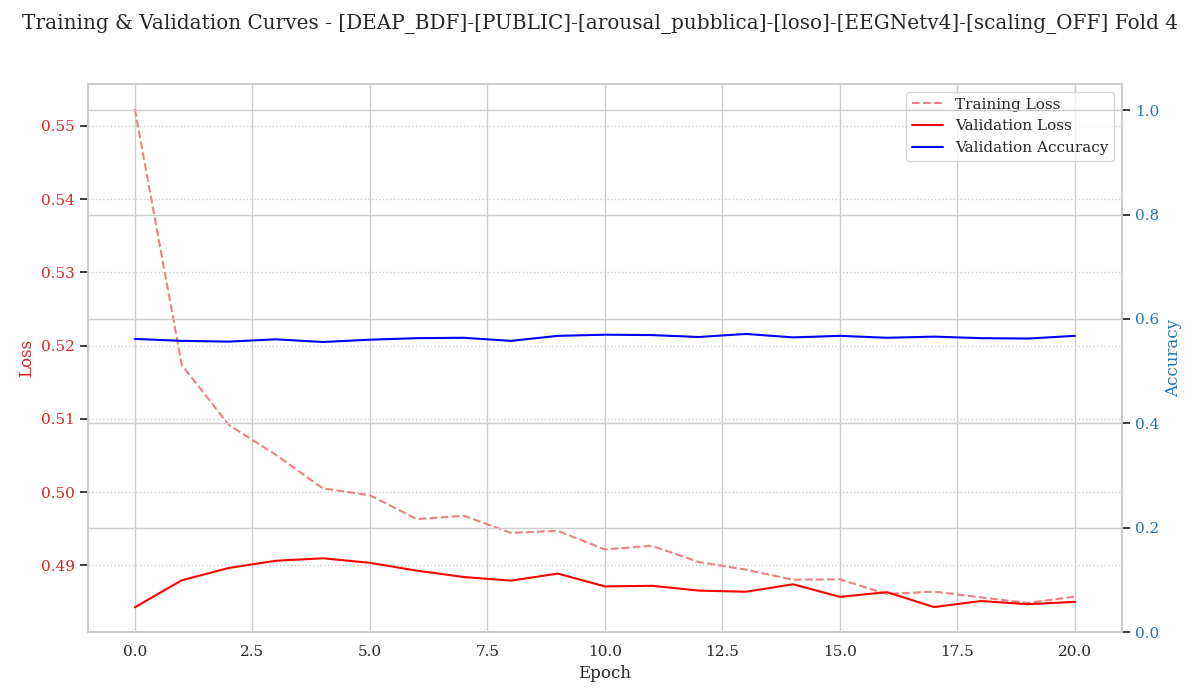 Training & Validation Curves - [DEAP_BDF]-[PUBLIC]-[arousal_pubblica]-[loso]-[EEGNetv4]-[scaling_OFF] Fold 4
Training Loss
Validation Loss
Validation Accuracy
0.55
0.54
0.53
0.52
0.51
0.50
0.49
Loss
1.0
0.8
0.6
0.4
0.2
0.0
Accuracy
0.0 2.5 5.0 7.5 10.0 12.5 15.0 17.5 20.0
Epoch